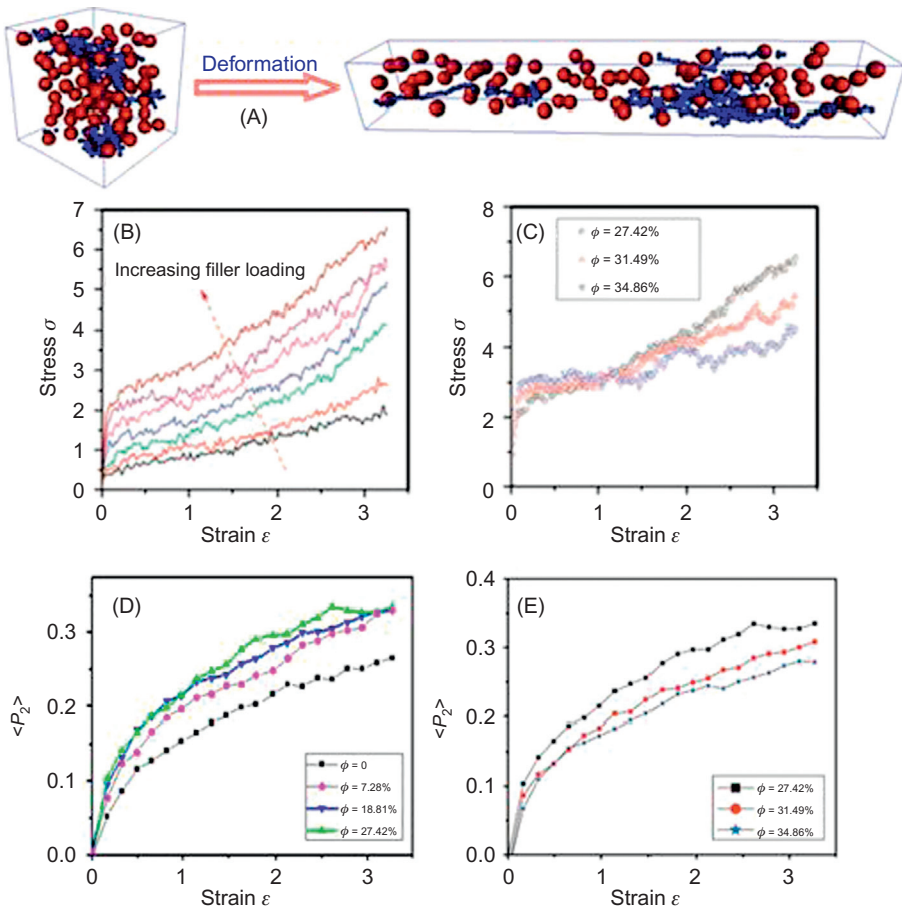 Deformation
(A)
(B)
Increasing filler loading
Stress σ
7
6
5
4
3
2
1
0
0 1 2 3
Strain ε
(C)
ϕ = 27.42%
ϕ = 31.49%
ϕ = 34.86%
Stress σ
8
6
4
2
0
0 1 2 3
Strain ε
(D)
<P₂>
0.3
0.2
0.1
0.0
ϕ = 0
ϕ = 7.28%
ϕ = 18.81%
ϕ = 27.42%
0 1 2 3
Strain ε
(E)
<P₂>
0.4
0.3
0.2
0.1
0.0
ϕ = 27.42%
ϕ = 31.49%
ϕ = 34.86%
0 1 2 3
Strain ε